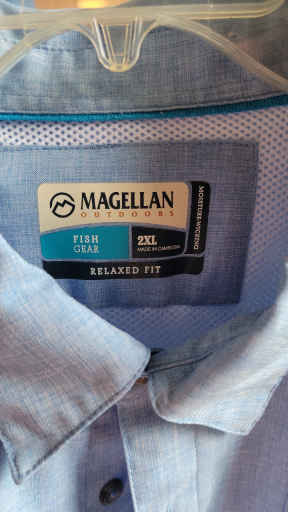 MAGELLAN
OUTDOORS
FISH
GEAR
2XL
MADE IN CAMBODIA
MOISTURE-WICKING
RELAXED FIT